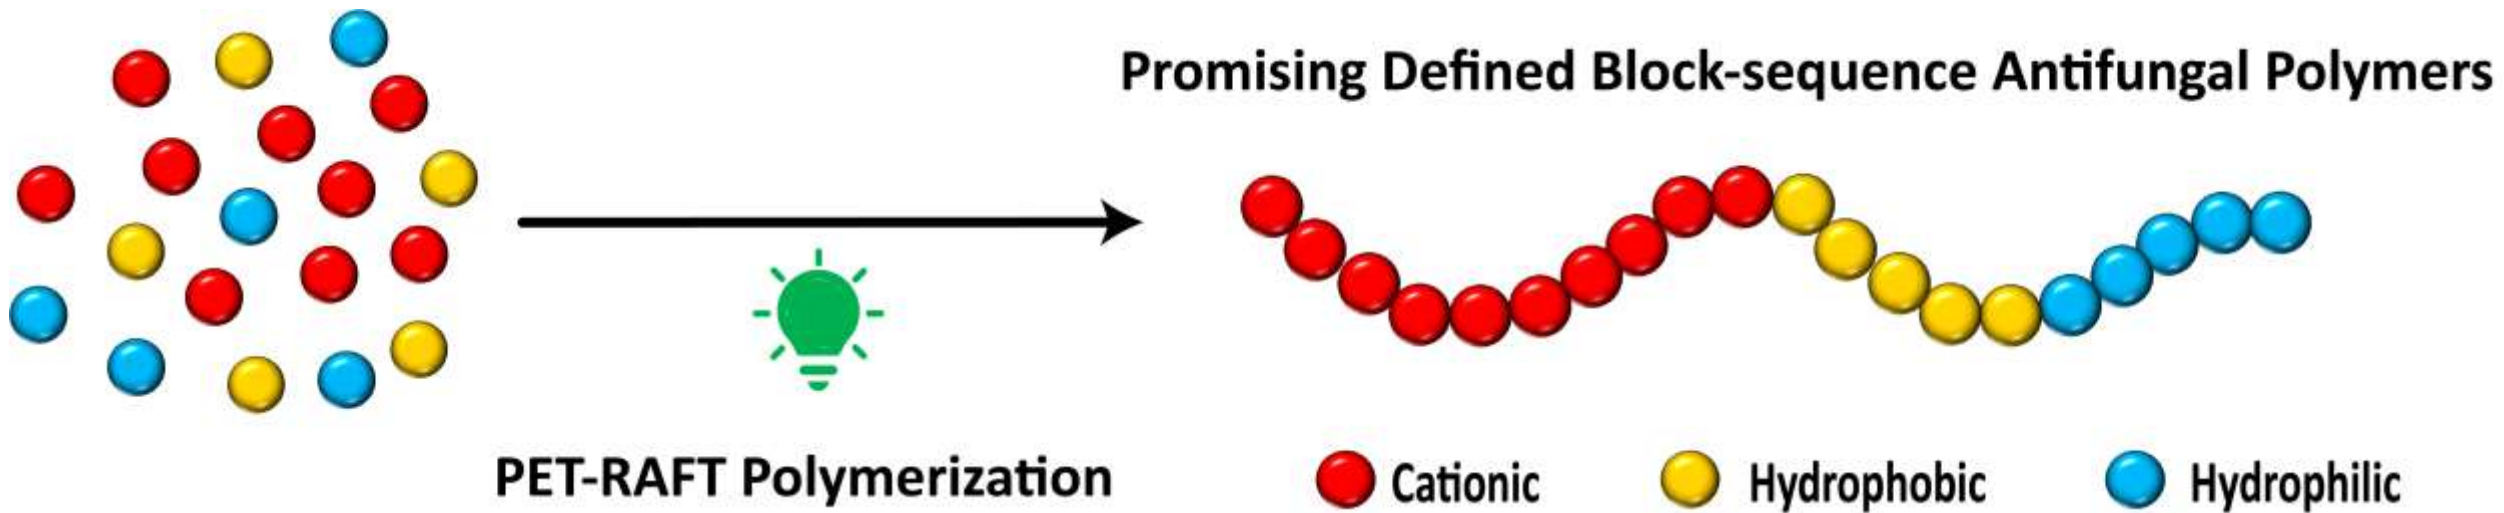 Promising Defined Block-sequence Antifungal Polymers
PET-RAFT Polymerization
Cationic
Hydrophobic
Hydrophilic